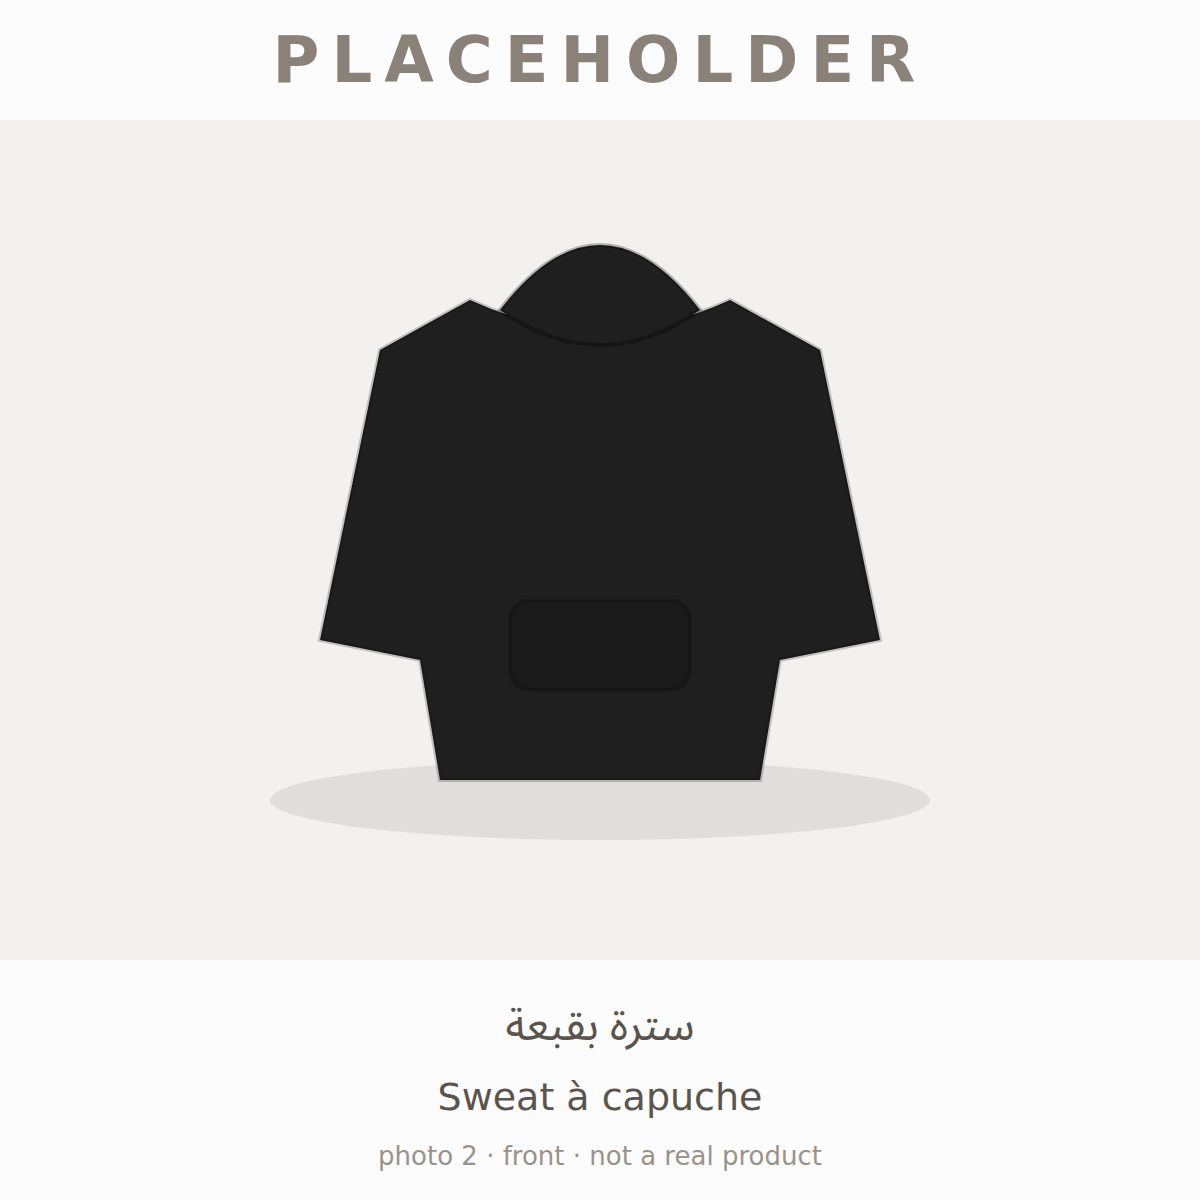 PLACEHOLDER
سترة بقبعة
Sweat à capuche
photo 2 · front · not a real product